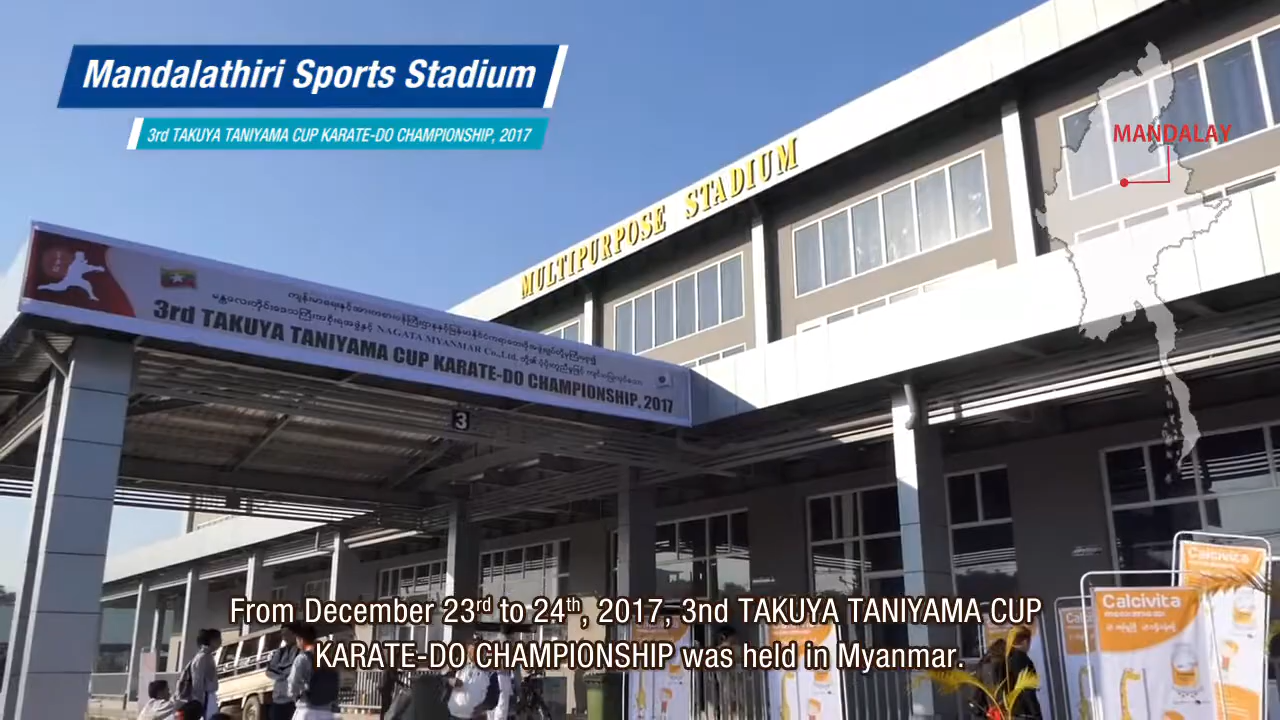 Mandalathiri Sports Stadium
3rd TAKUYA TANIYAMA CUP KARATE-DO CHAMPIONSHIP, 2017
MANDALAY
MULTIPURPOSE STADIUM
NAGATA MYANMAR Co.,Ltd.
3rd TAKUYA TANIYAMA CUP KARATE-DO CHAMPIONSHIP, 2017
3
Calcivita
Calcivita
From December 23rd to 24th, 2017, 3nd TAKUYA TANIYAMA CUP
KARATE-DO CHAMPIONSHIP was held in Myanmar.